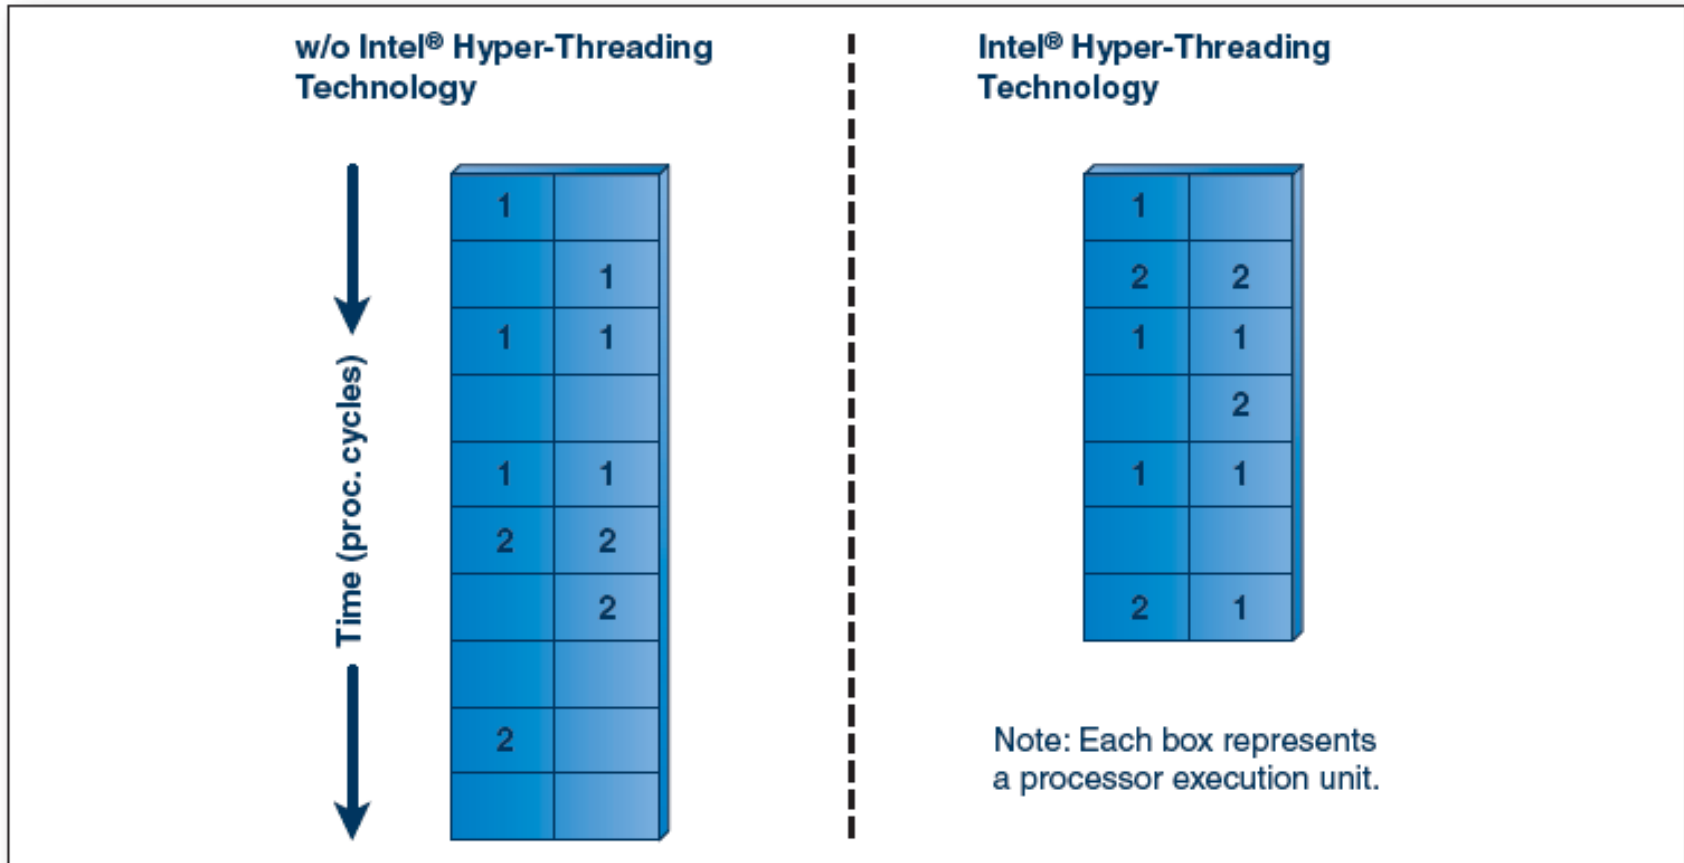 w/o Intel® Hyper-Threading
Technology
Intel® Hyper-Threading
Technology
Time (proc. cycles)
1
1
1 1
1 1
2 2
2
2
1
2 2
1 1
2
1 1
2 1
Note: Each box represents
a processor execution unit.